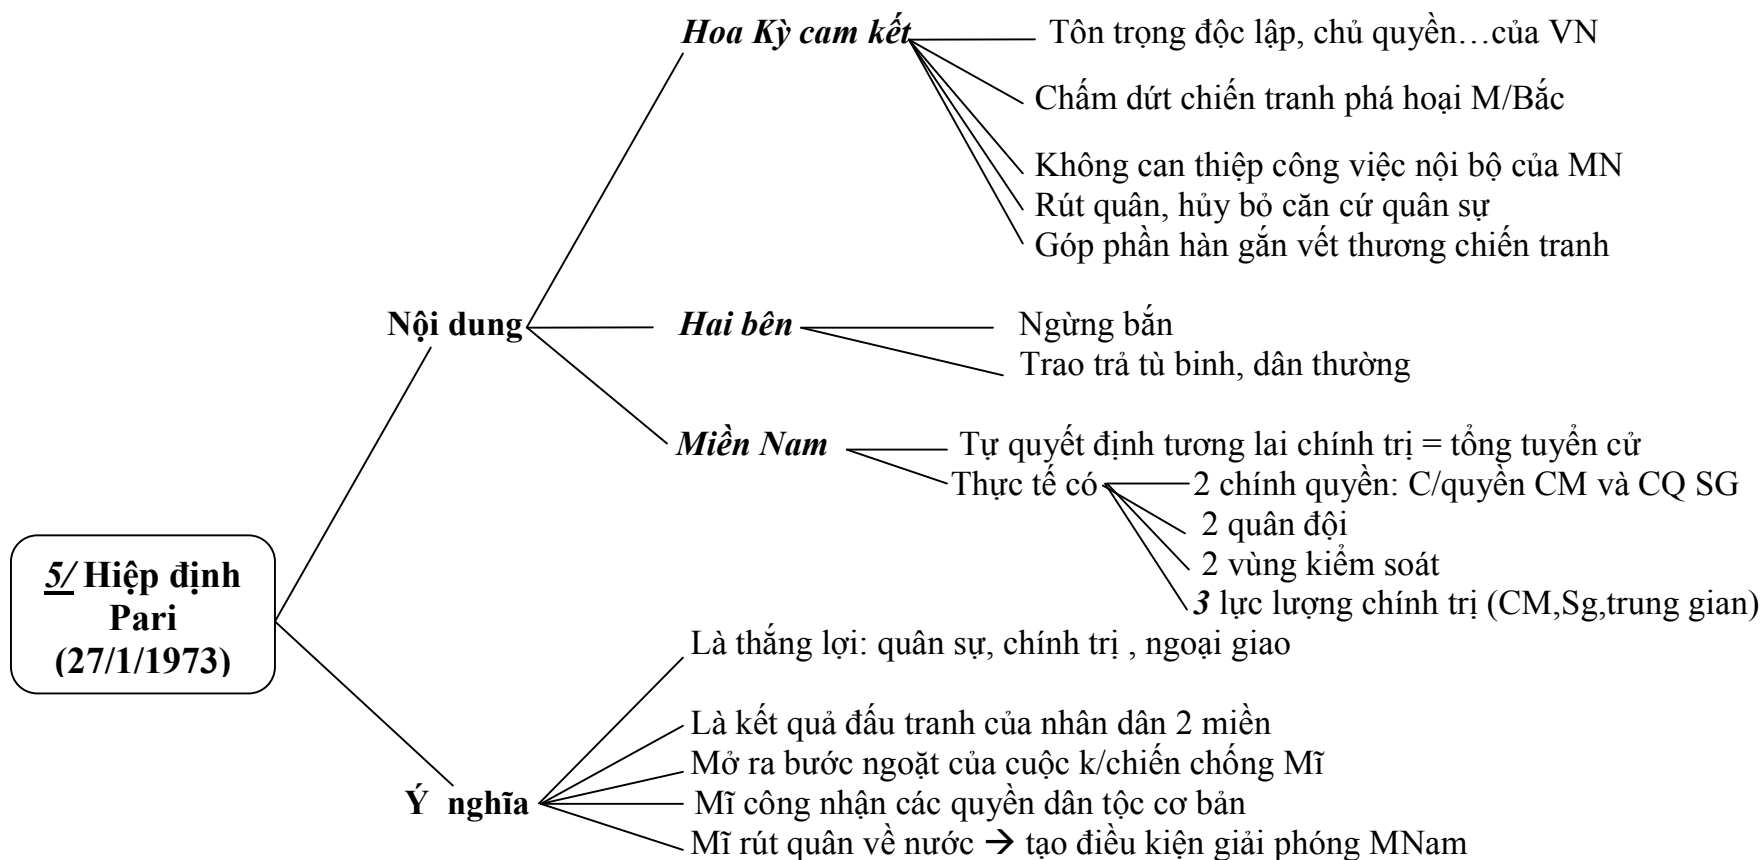 Hoa Kỳ cam kết
Tôn trọng độc lập, chủ quyền…của VN
Chấm dứt chiến tranh phá hoại M/Bắc
Không can thiệp công việc nội bộ của MN
Rút quân, hủy bỏ căn cứ quân sự
Góp phần hàn gắn vết thương chiến tranh
Nội dung
Hai bên
Ngừng bắn
Trao trả tù binh, dân thường
Miền Nam
Tự quyết định tương lai chính trị = tổng tuyển cử
Thực tế có
2 chính quyền: C/quyền CM và CQ SG
2 quân đội
2 vùng kiểm soát
3 lực lượng chính trị (CM,Sg,trung gian)
5/ Hiệp định
Pari
(27/1/1973)
Là thắng lợi: quân sự, chính trị , ngoại giao
Là kết quả đấu tranh của nhân dân 2 miền
Mở ra bước ngoặt của cuộc k/chiến chống Mĩ
Ý nghĩa
Mĩ công nhận các quyền dân tộc cơ bản
Mĩ rút quân về nước → tạo điều kiện giải phóng MNam